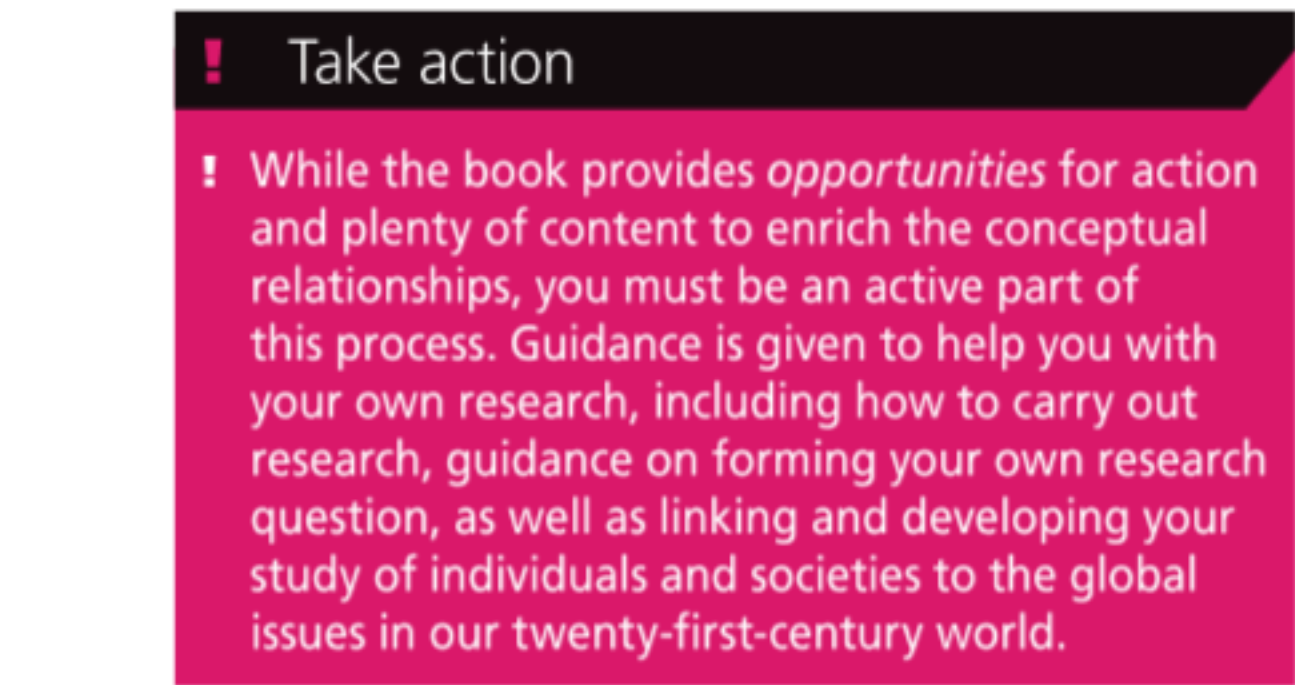 ! Take action
! While the book provides opportunities for action
and plenty of content to enrich the conceptual
relationships, you must be an active part of
this process. Guidance is given to help you with
your own research, including how to carry out
research, guidance on forming your own research
question, as well as linking and developing your
study of individuals and societies to the global
issues in our twenty-first-century world.